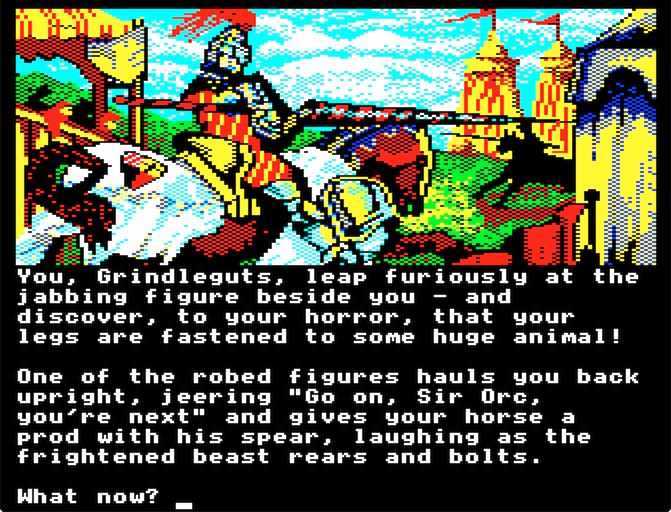 You, Grindleguts, leap furiously at the
jabbing figure beside you - and
discover, to your horror, that your
legs are fastened to some huge animal!
One of the robed figures hauls you back
upright, jeering "Go on, Sir Orc,
you're next" and gives your horse a
prod with his spear, laughing as the
frightened beast rears and bolts.
What now? _